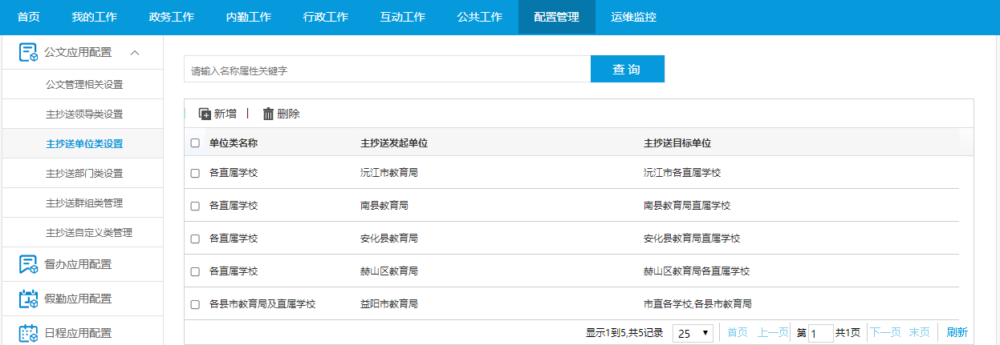 首页 我的工作 政务工作 内勤工作 行政工作 互动工作 公共工作 配置管理 运维监控
公文应用配置
公文管理相关设置
主抄送领导类设置
主抄送单位类设置
主抄送部门类设置
主抄送群组类管理
主抄送自定义类管理
督办应用配置
假勤应用配置
日程应用配置
请输入名称属性关键字 查 询
新增 删除
单位类名称 主抄送发起单位 主抄送目标单位
各直属学校 沅江市教育局 沅江市各直属学校
各直属学校 南县教育局 南县教育局直属学校
各直属学校 安化县教育局 安化县教育局直属学校
各直属学校 赫山区教育局 赫山区教育局各直属学校
各县市教育局及直属学校 益阳市教育局 市直各学校,各县市教育局
显示1到5,共5记录 25 首页 上一页 第 1 共1页 下一页 末页 刷新